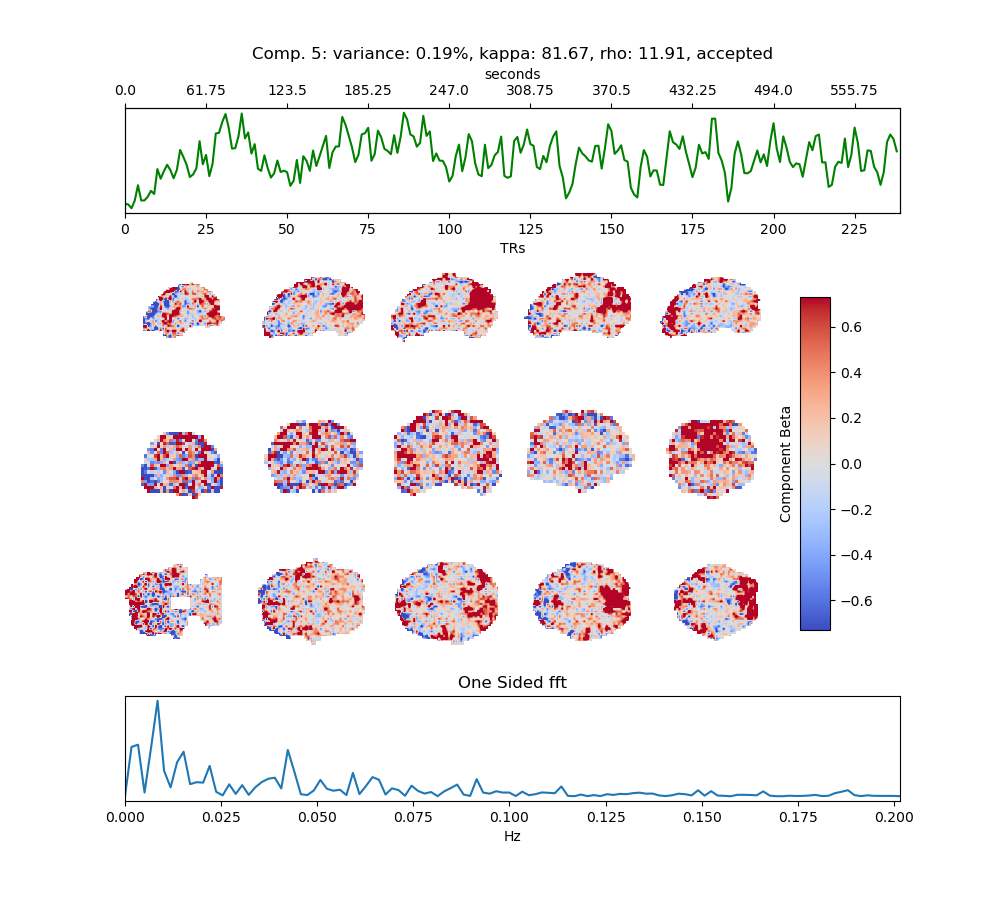 Comp. 5: variance: 0.19%, kappa: 81.67, rho: 11.91, accepted
seconds
0.0 61.75 123.5 185.25 247.0 308.75 370.5 432.25 494.0 555.75
0 25 50 75 100 125 150 175 200 225
TRs
0.6
0.4
0.2
0.0
−0.2
−0.4
−0.6
Component Beta
One Sided fft
0.000 0.025 0.050 0.075 0.100 0.125 0.150 0.175 0.200
Hz